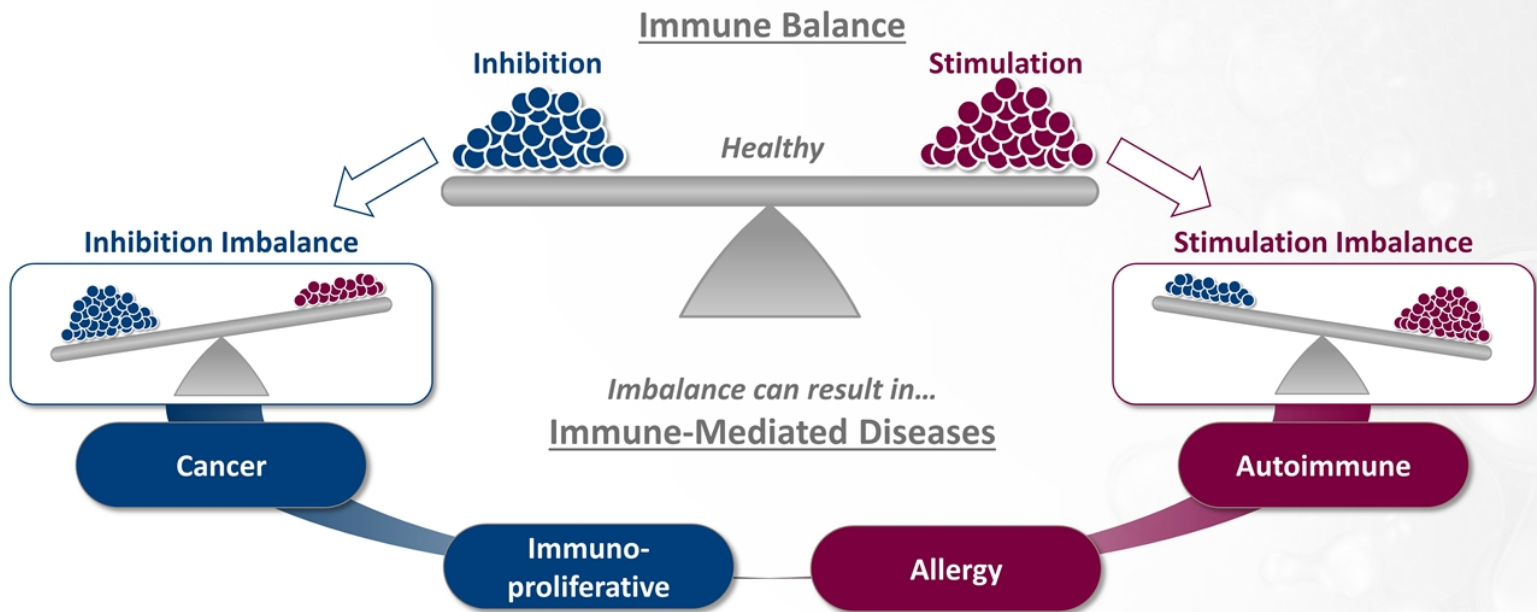 Immune Balance
Inhibition
Stimulation
Healthy
Inhibition Imbalance
Stimulation Imbalance
Imbalance can result in...
Immune-Mediated Diseases
Cancer
Autoimmune
Immuno-
proliferative
Allergy